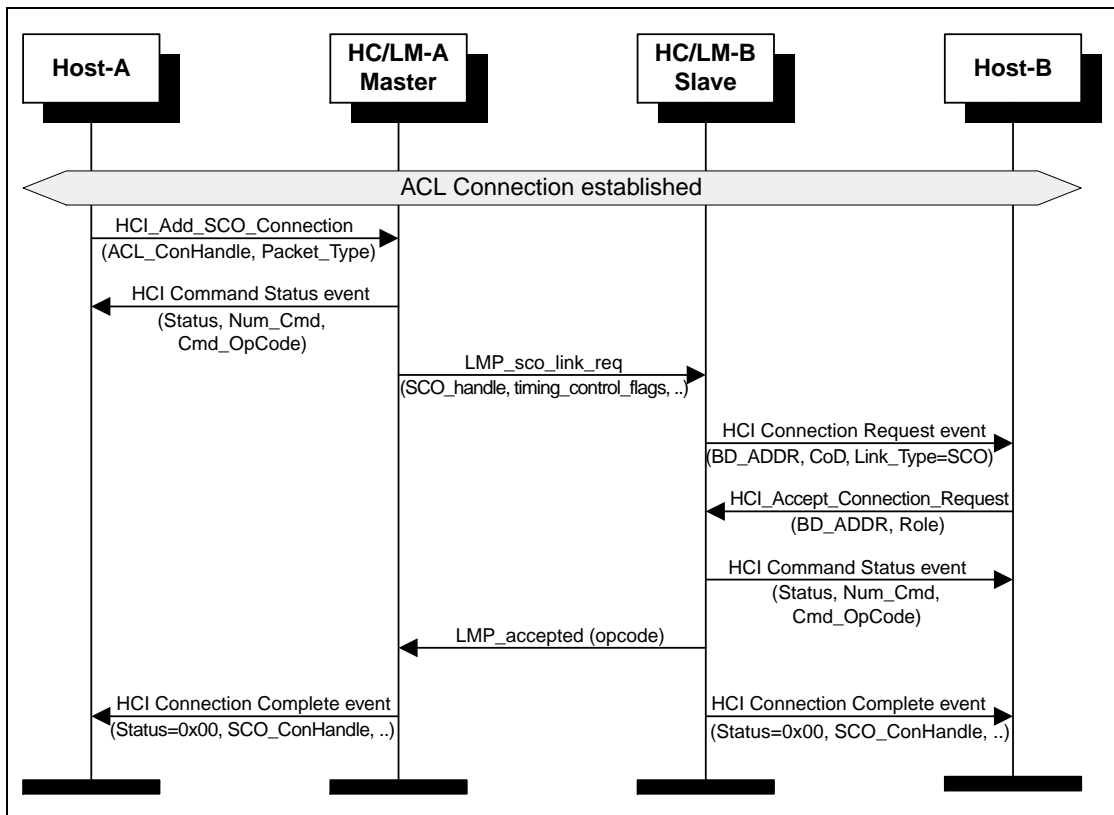 Host-A
HC/LM-A
Master
HC/LM-B
Slave
Host-B
ACL Connection established
HCI_Add_SCO_Connection
(ACL_ConHandle, Packet_Type)
HCI Command Status event
(Status, Num_Cmd,
Cmd_OpCode)
LMP_sco_link_req
(SCO_handle, timing_control_flags, ..)
HCI Connection Request event
(BD_ADDR, CoD, Link_Type=SCO)
HCI_Accept_Connection_Request
(BD_ADDR, Role)
HCI Command Status event
(Status, Num_Cmd,
Cmd_OpCode)
LMP_accepted (opcode)
HCI Connection Complete event
(Status=0x00, SCO_ConHandle, ..)
HCI Connection Complete event
(Status=0x00, SCO_ConHandle, ..)